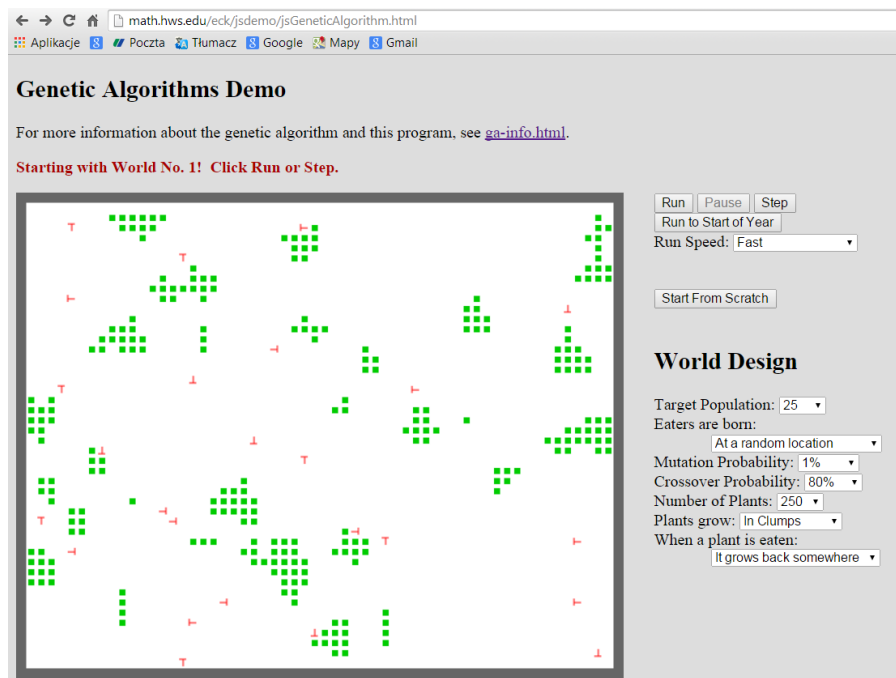 math.hws.edu/eck/jsdemo/jsGeneticAlgorithm.html
Aplikacje Poczta Tłumacz Google Mapy Gmail
Genetic Algorithms Demo
For more information about the genetic algorithm and this program, see ga-info.html.
Starting with World No. 1! Click Run or Step.
Run Pause Step
Run to Start of Year
Run Speed: Fast
Start From Scratch
World Design
Target Population: 25
Eaters are born:
At a random location
Mutation Probability: 1%
Crossover Probability: 80%
Number of Plants: 250
Plants grow: In Clumps
When a plant is eaten:
It grows back somewhere